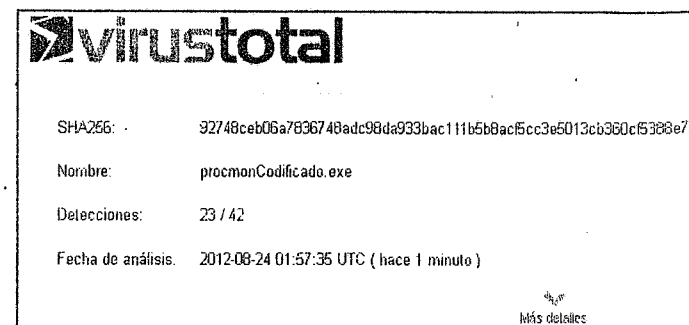 virustotal
SHA256: 92748ceb06a7836748adc98da933bac111b5b8acf5cc3e5013cb360cf5388e7
Nombre: procmonCodificado.exe
Detecciones: 23 / 42
Fecha de análisis. 2012-08-24 01:57:35 UTC ( hace 1 minuto )
Más detalles